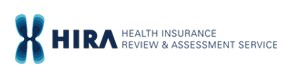 HIRA
HEALTH INSURANCE
REVIEW & ASSESSMENT SERVICE